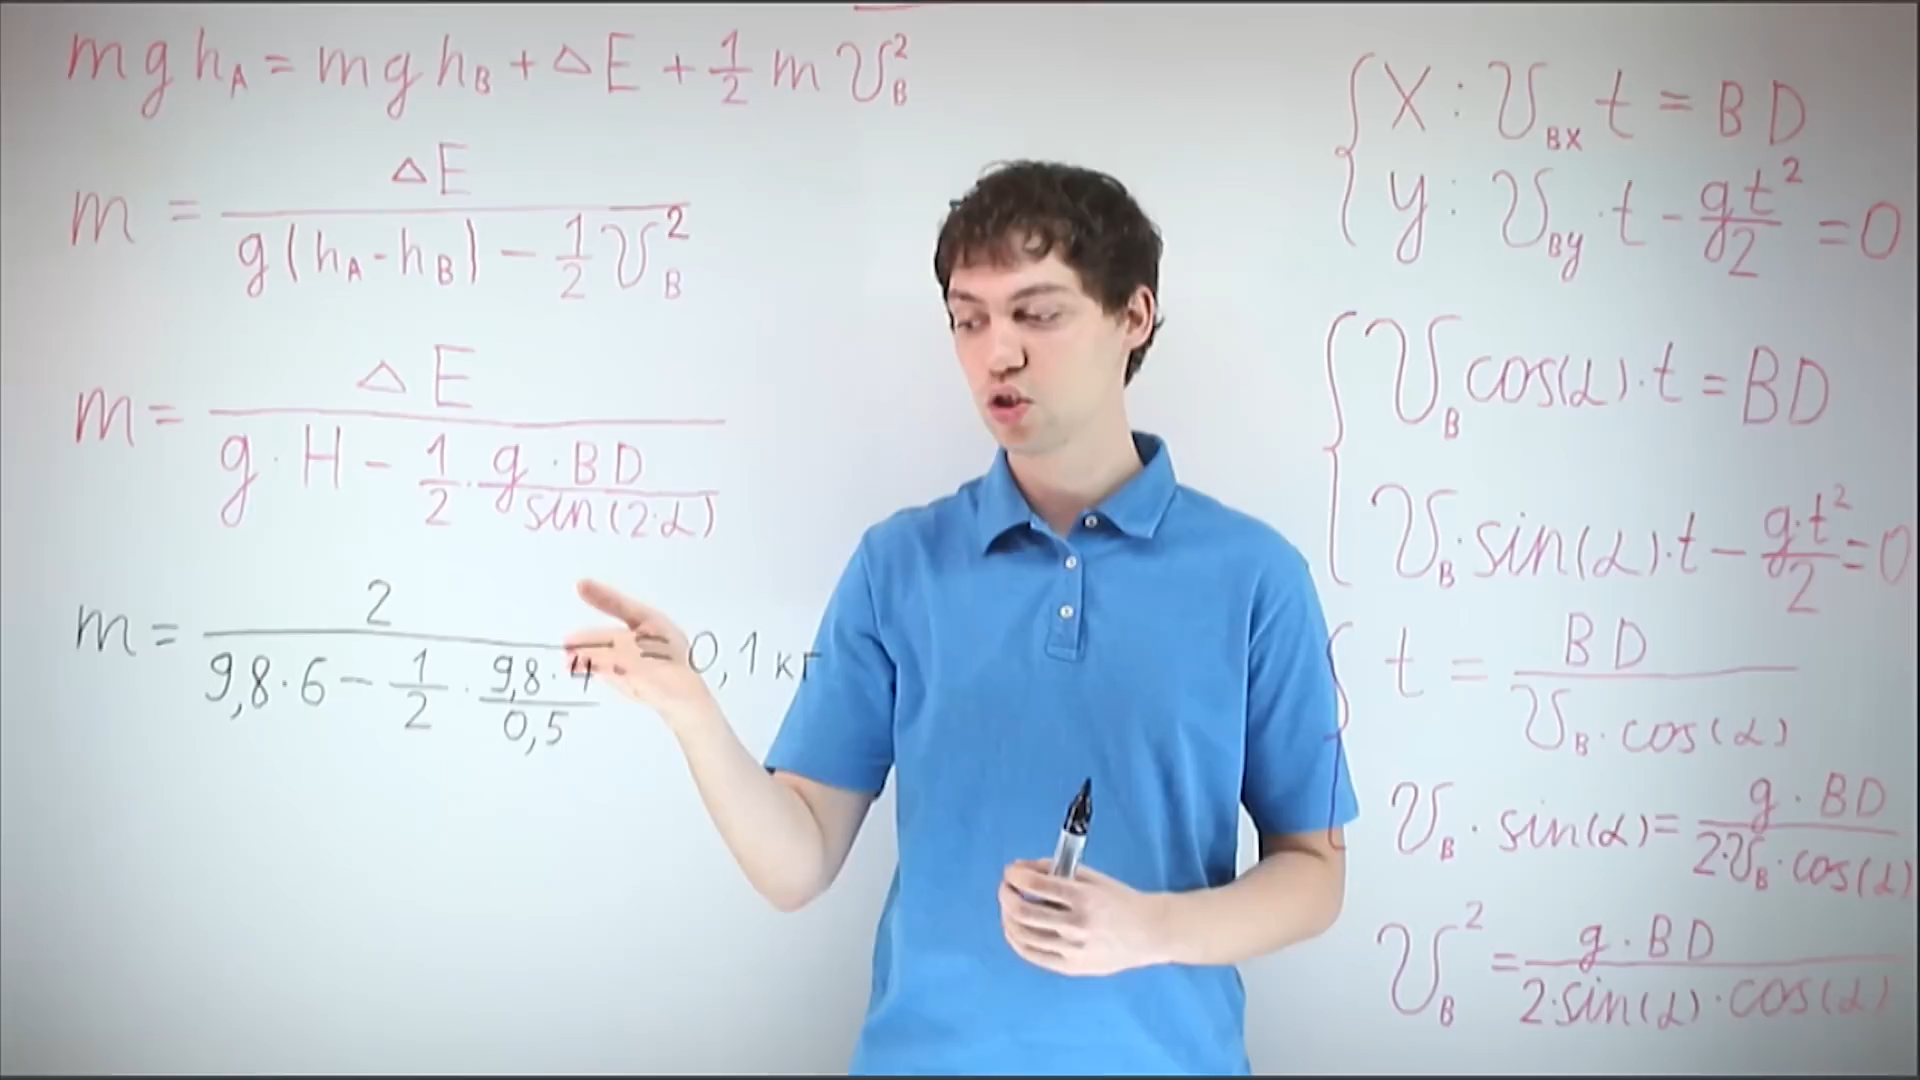 mgh_A = mgh_B + ΔE + 1/2 m υ_B^2
m = ΔE / (g(h_A - h_B) - 1/2 υ_B^2)
m = ΔE / (g · H - 1/2 · g · BD / sin(2·α))
m = 2 / (9,8 · 6 - 1/2 · 9,8 · 4 / 0,5) = 0,1 кг
{ X : υ_Bx t = BD
y : υ_By · t - gt^2/2 = 0
{ υ_B cos(α) · t = BD
υ_B · sin(α) · t - g·t^2/2 = 0
{ t = BD / (υ_B · cos(α))
υ_B · sin(α) = g · BD / (2·υ_B · cos(α))
υ_B^2 = g · BD / (2·sin(α) · cos(α))